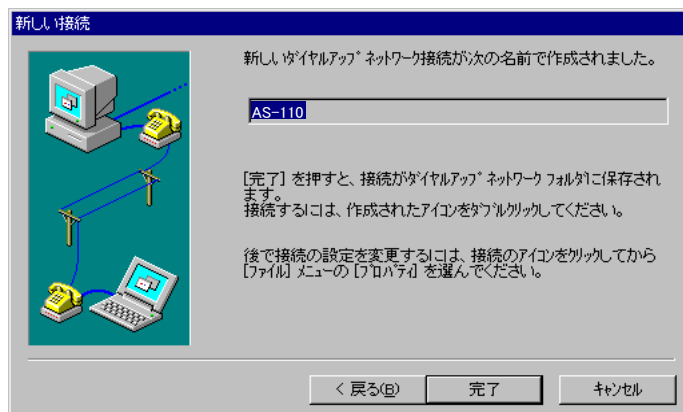 新しい接続
新しいﾀﾞｲﾔﾙｱｯﾌﾟ ﾈｯﾄﾜｰｸ接続が次の名前で作成されました。
AS-110
[完了] を押すと、接続がﾀﾞｲﾔﾙｱｯﾌﾟ ﾈｯﾄﾜｰｸ ﾌｫﾙﾀﾞに保存され
ます。
接続するには、作成されたｱｲｺﾝをﾀﾞﾌﾞﾙｸﾘｯｸしてください。
後で接続の設定を変更するには、接続のｱｲｺﾝをｸﾘｯｸしてから
[ﾌｧｲﾙ] ﾒﾆｭｰの [ﾌﾟﾛﾊﾟﾃｨ] を選んでください。
< 戻る(B)
完了
ｷｬﾝｾﾙ